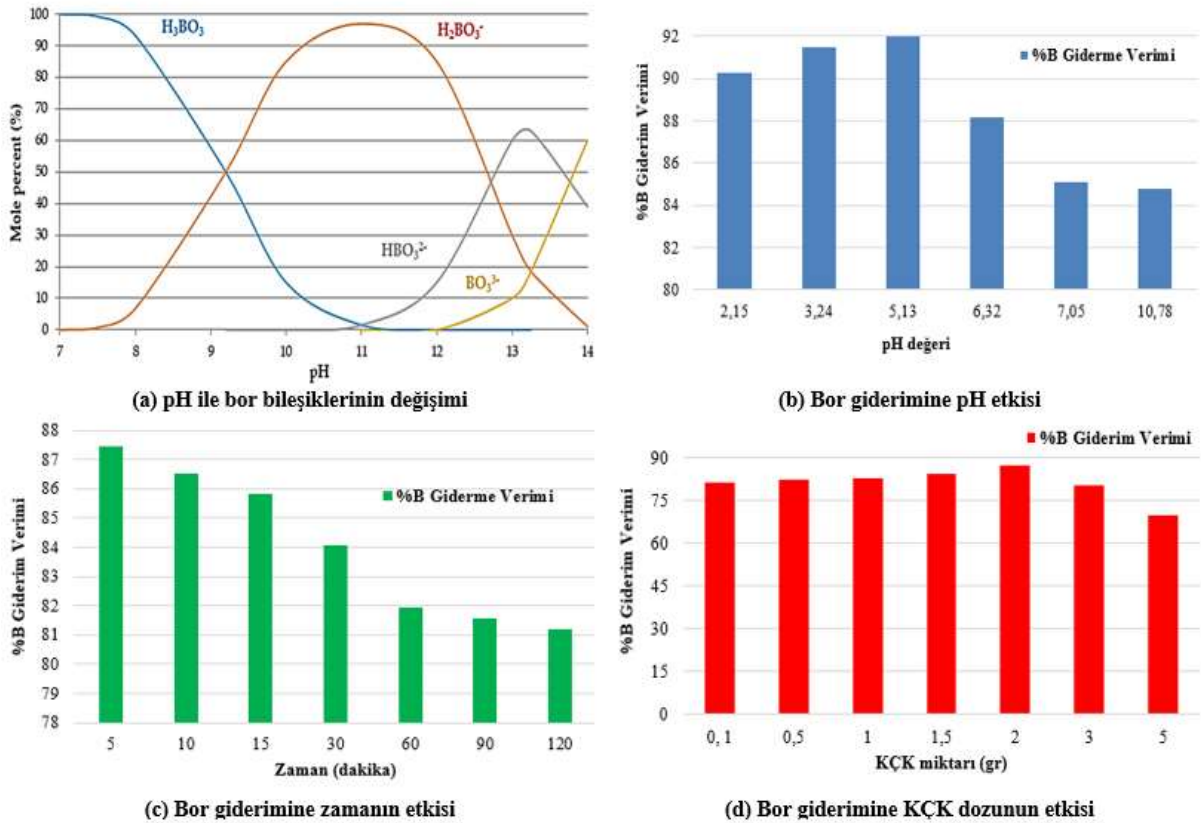 100
90
80
70
60
50
40
30
20
10
0
Mole percent (%)
H₃BO₃
H₂BO₃⁻
HBO₃²⁻
BO₃³⁻
7 8 9 10 11 12 13 14
pH
(a) pH ile bor bileşiklerinin değişimi
92
90
88
86
84
82
80
%B Giderim Verimi
%B Giderme Verimi
2,15 3,24 5,13 6,32 7,05 10,78
pH değeri
(b) Bor giderimine pH etkisi
88
87
86
85
84
83
82
81
80
79
78
%B Giderim Verimi
%B Giderme Verimi
5 10 15 30 60 90 120
Zaman (dakika)
(c) Bor giderimine zamanın etkisi
%B Giderim Verimi
90
75
60
45
30
15
0
%B Giderim Verimi
0, 1 0,5 1 1,5 2 3 5
KÇK miktarı (gr)
(d) Bor giderimine KÇK dozunun etkisi